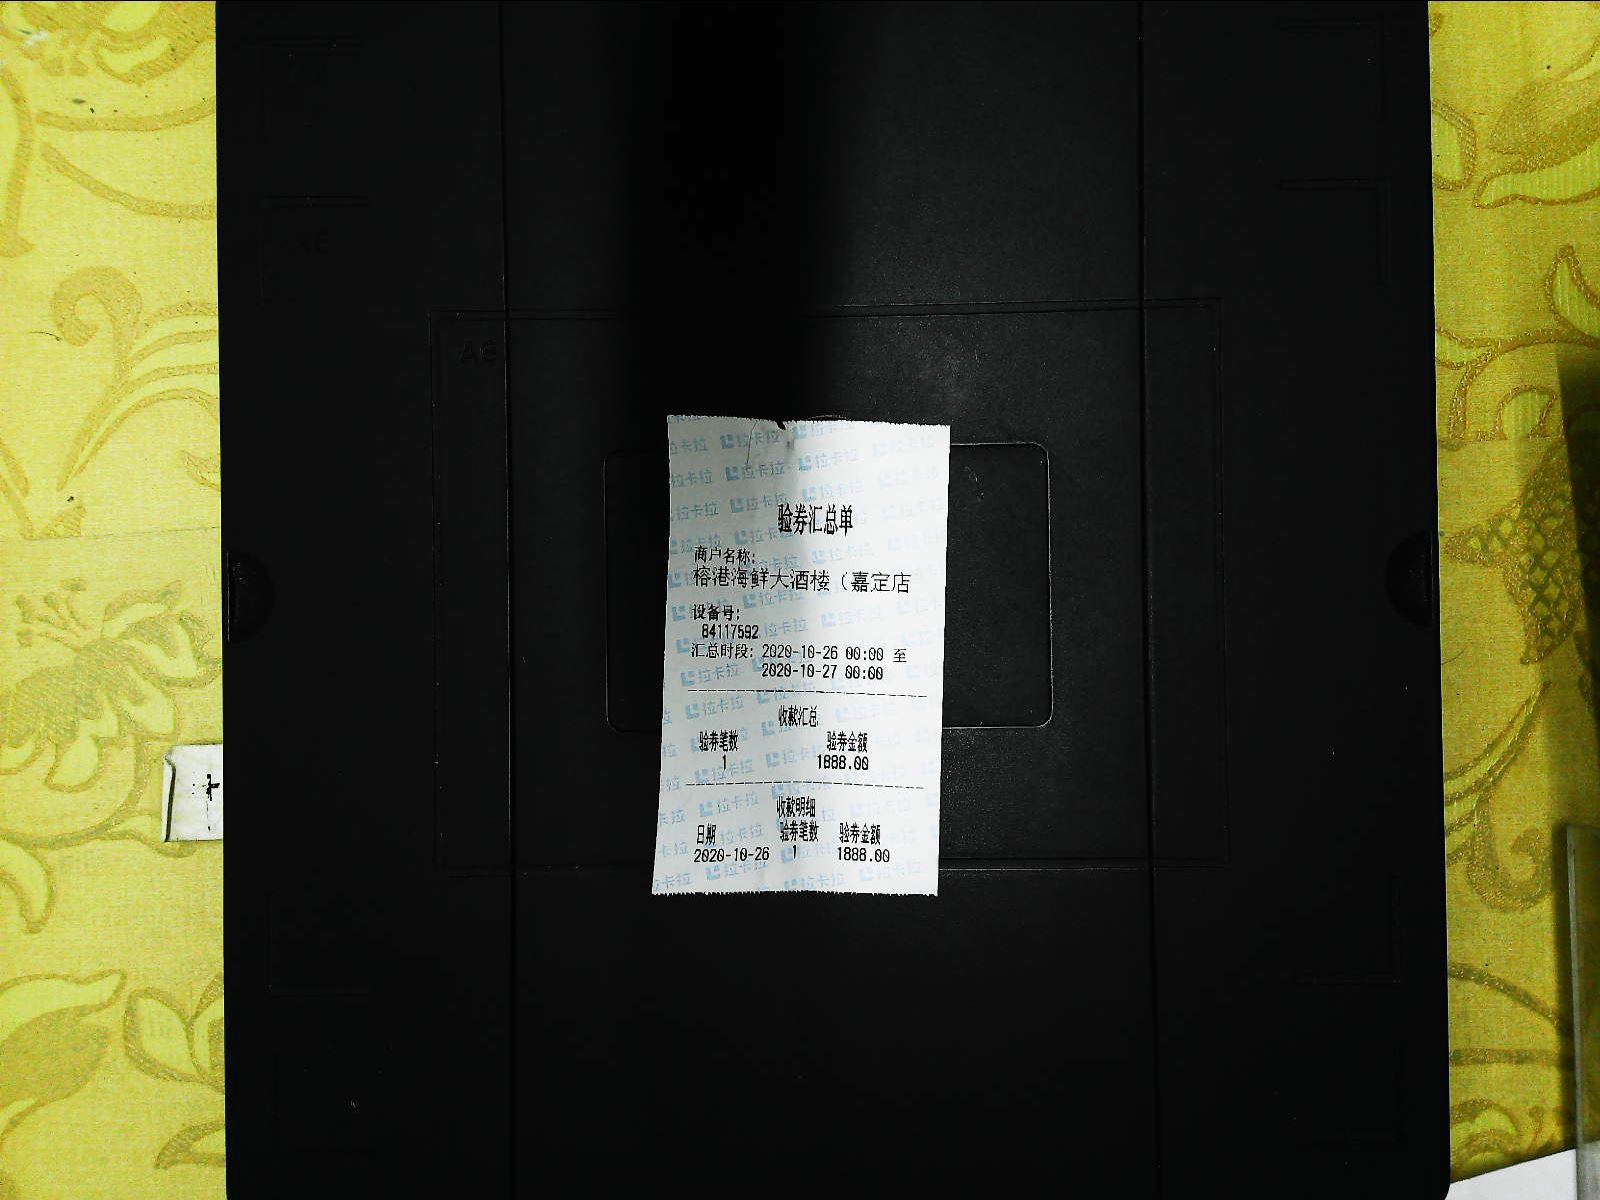 验券汇总单
商户名称:
榕港海鲜大酒楼（嘉定店
设备号:
84117592
汇总时段: 2020-10-26 00:00 至
2020-10-27 00:00
收款汇总
验券笔数 验券金额
1 1888.00
收款明细
日期 验券笔数 验券金额
2020-10-26 1 1888.00
拉卡拉